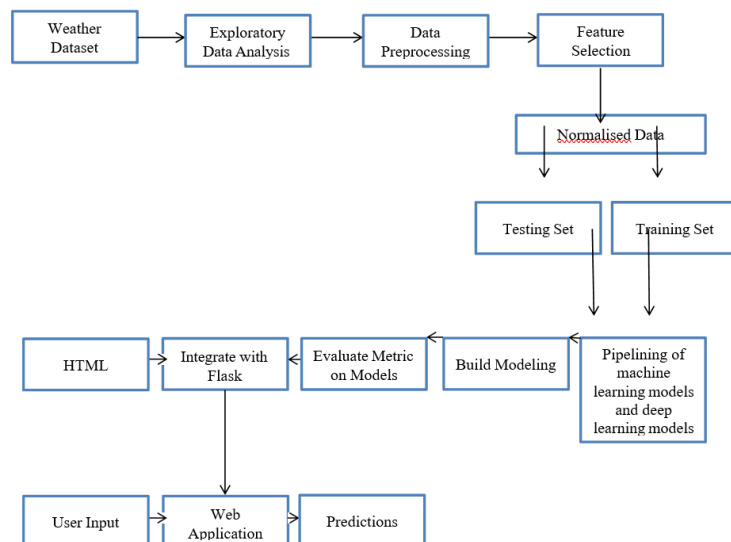 Weather
Dataset
Exploratory
Data Analysis
Data
Preprocessing
Feature
Selection
Normalised Data
Testing Set
Training Set
HTML
Integrate with
Flask
Evaluate Metric
on Models
Build Modeling
Pipelining of
machine
learning models
and deep
learning models
User Input
Web
Application
Predictions